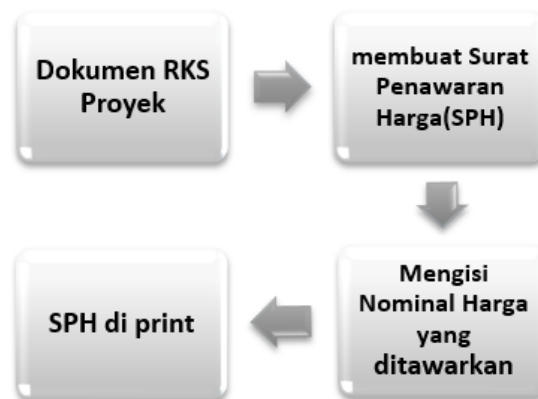 Dokumen RKS
Proyek
membuat Surat
Penawaran
Harga(SPH)
Mengisi
Nominal Harga
yang
ditawarkan
SPH di print